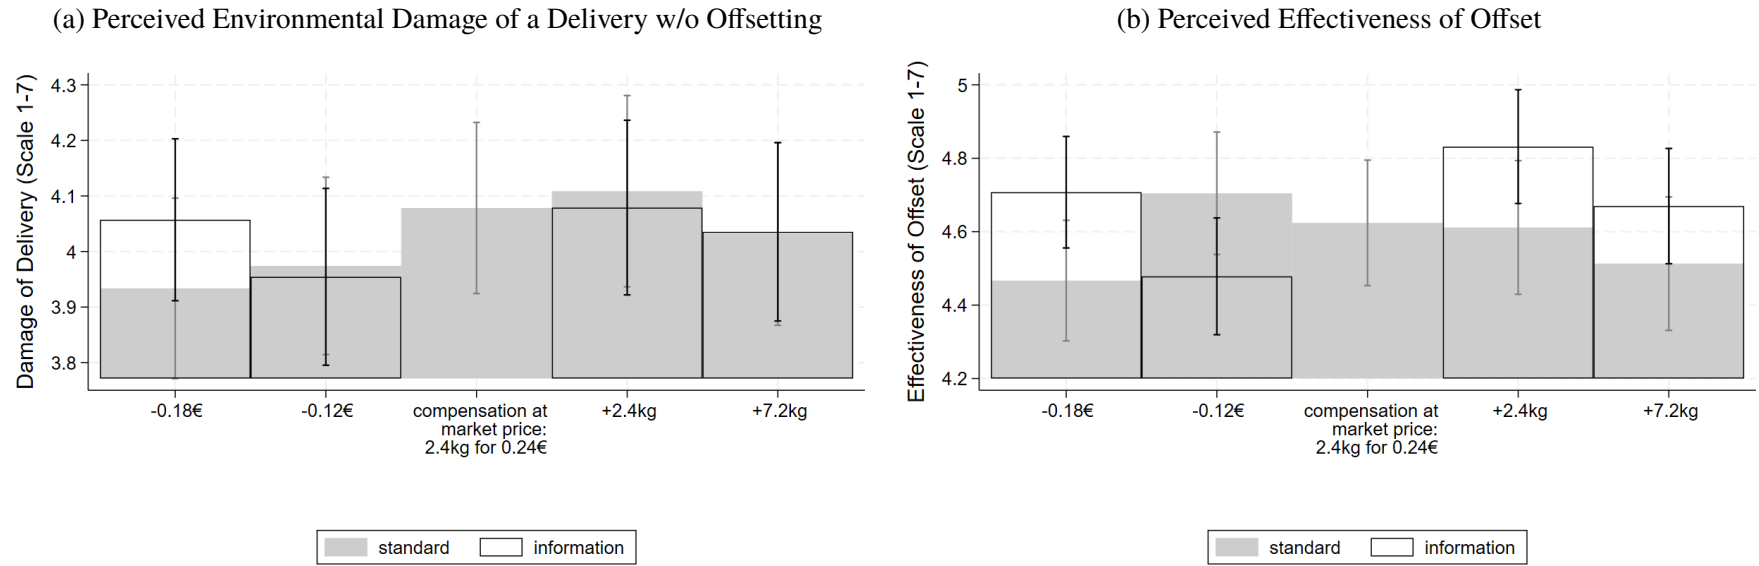 (a) Perceived Environmental Damage of a Delivery w/o Offsetting
Damage of Delivery (Scale 1-7)
4.3
4.2
4.1
4
3.9
3.8
-0.18€
-0.12€
compensation at
market price:
2.4kg for 0.24€
+2.4kg
+7.2kg
standard
information
(b) Perceived Effectiveness of Offset
Effectiveness of Offset (Scale 1-7)
5
4.8
4.6
4.4
4.2
-0.18€
-0.12€
compensation at
market price:
2.4kg for 0.24€
+2.4kg
+7.2kg
standard
information